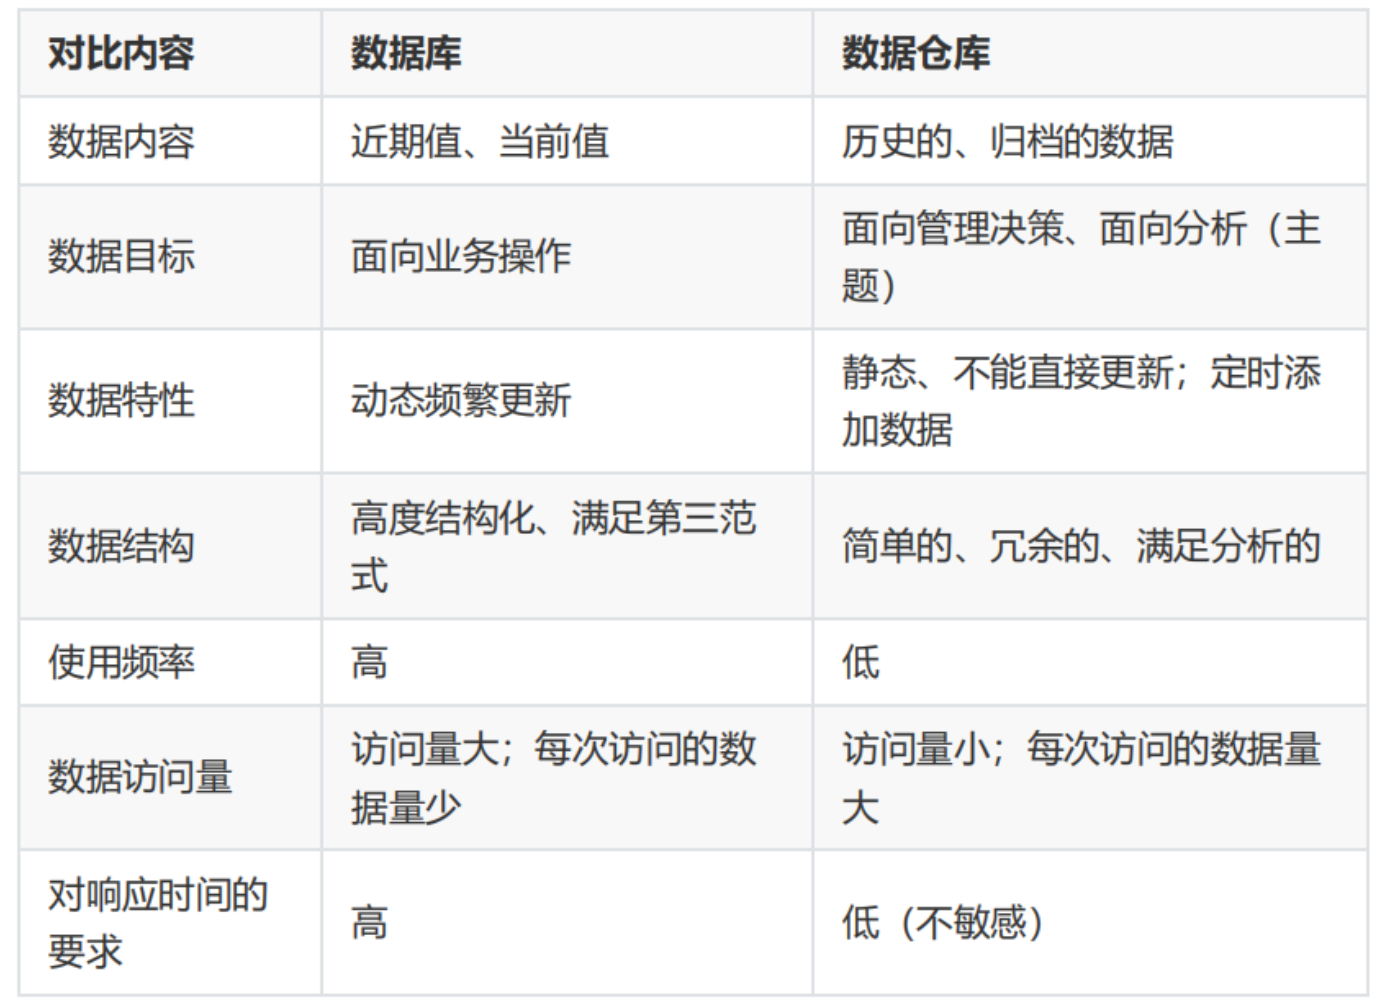 对比内容 数据库 数据仓库
数据内容 近期值、当前值 历史的、归档的数据
数据目标 面向业务操作 面向管理决策、面向分析（主
题）
数据特性 动态频繁更新 静态、不能直接更新；定时添
加数据
数据结构 高度结构化、满足第三范
式 简单的、冗余的、满足分析的
使用频率 高 低
数据访问量 访问量大；每次访问的数
据量少 访问量小；每次访问的数据量
大
对响应时间的
要求 高 低（不敏感）